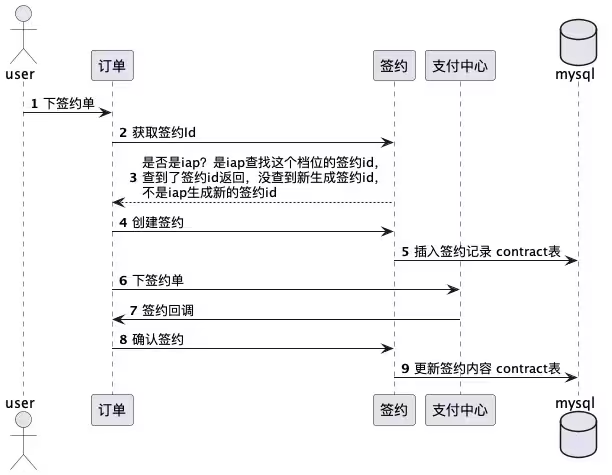 user
订单
签约
支付中心
mysql
1 下签约单
2 获取签约Id
是否是iap？是iap查找这个档位的签约id，
3 查到了签约id返回，没查到新生成签约id，
不是iap生成新的签约id
4 创建签约
5 插入签约记录 contract表
6 下签约单
7 签约回调
8 确认签约
9 更新签约内容 contract表
user
订单
签约
支付中心
mysql